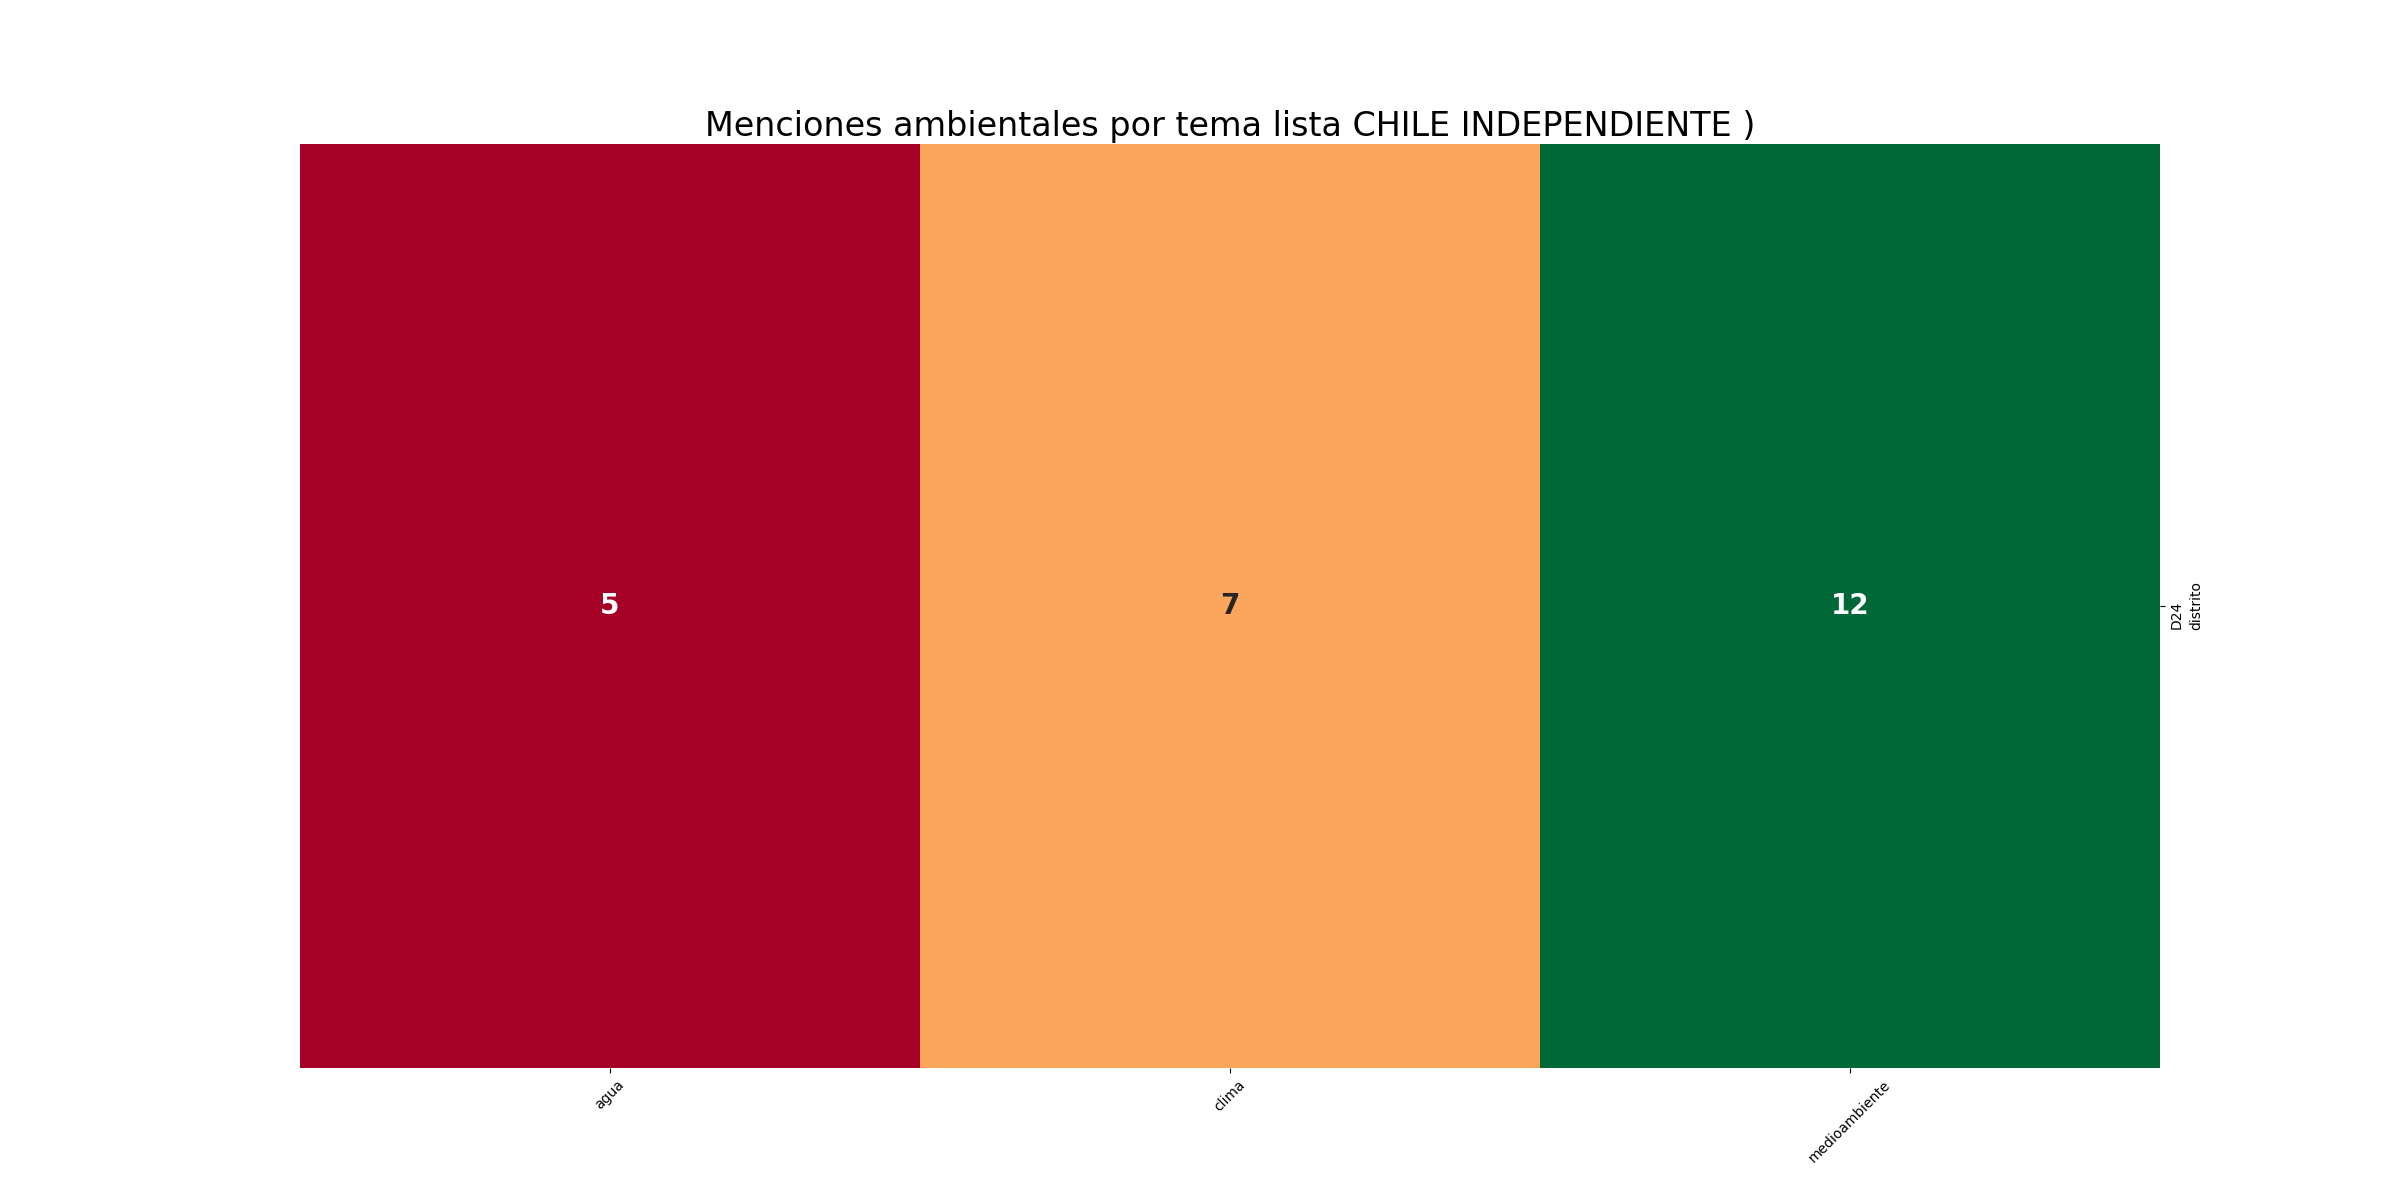 Menciones ambientales por tema lista CHILE INDEPENDIENTE )
5
7
12
D24
distrito
agua
clima
medioambiente